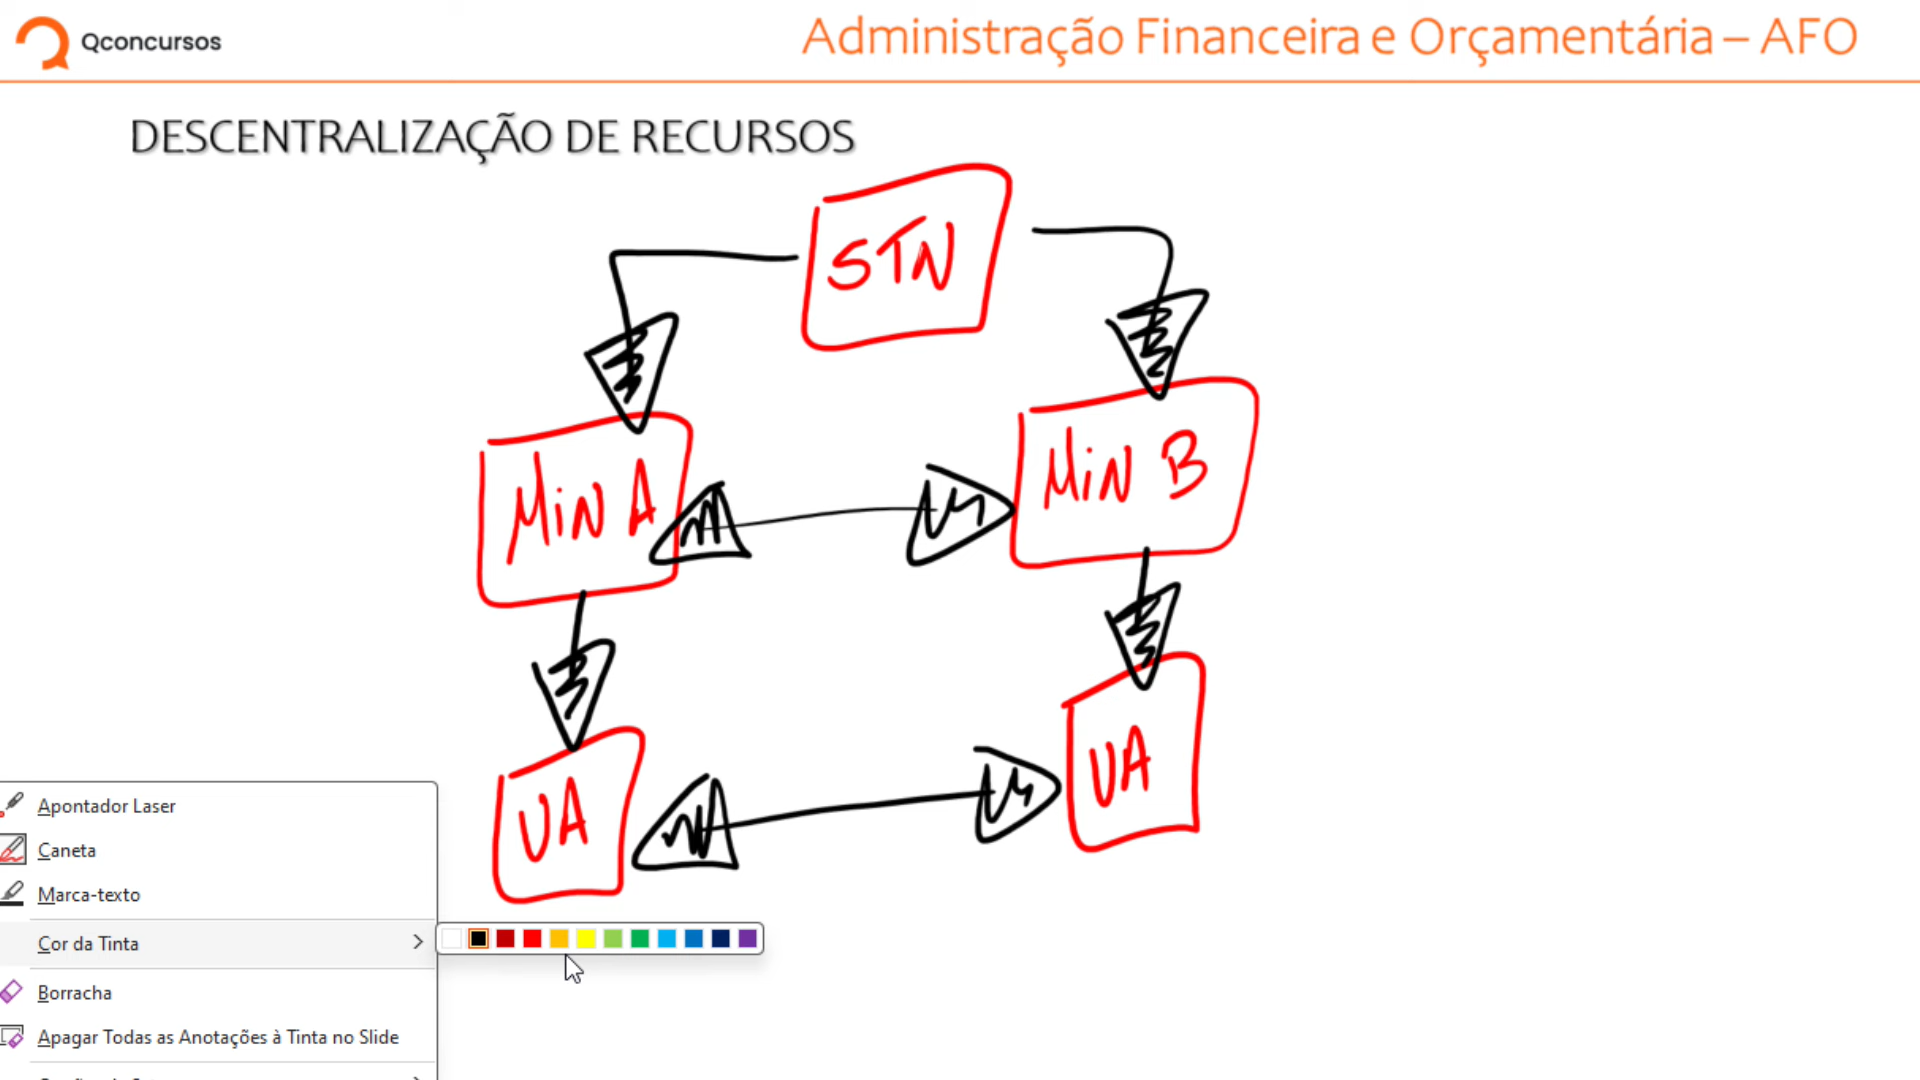 Qconcursos
Administração Financeira e Orçamentária – AFO
DESCENTRALIZAÇÃO DE RECURSOS
STN
MiN A
MiN B
UA
UA
Apontador Laser
Caneta
Marca-texto
Cor da Tinta
Borracha
Apagar Todas as Anotações à Tinta no Slide